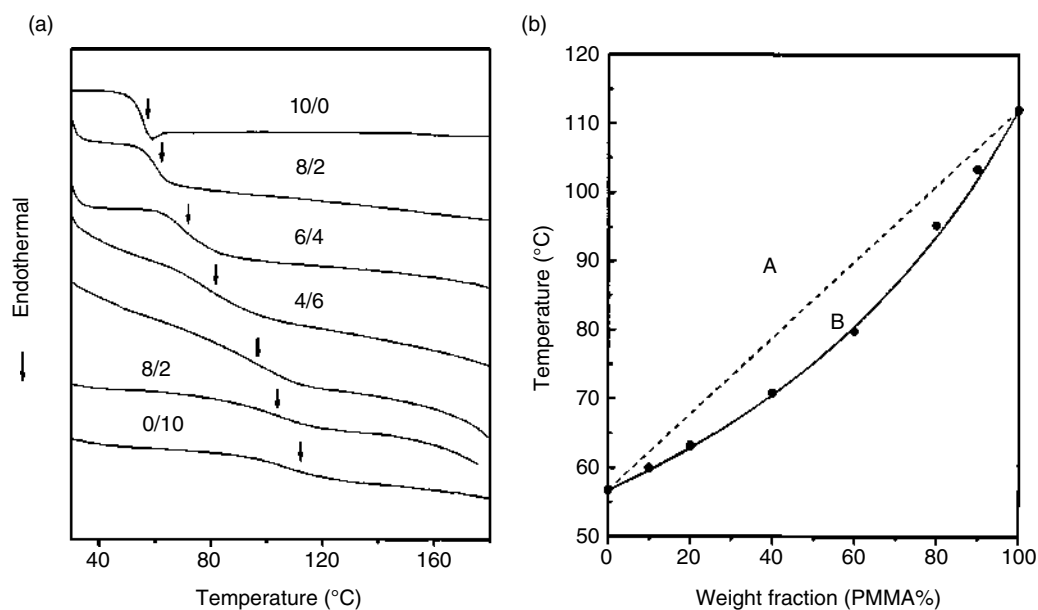 (a)
10/0
8/2
6/4
4/6
8/2
0/10
Endothermal
40 80 120 160
Temperature (°C)
(b)
120
110
100
90
80
70
60
50
Temperature (°C)
A
B
0 20 40 60 80 100
Weight fraction (PMMA%)